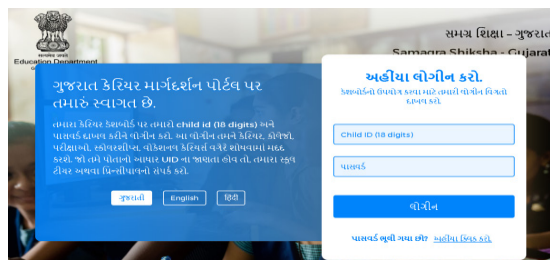 સમગ્ર શિક્ષા – ગુજરાત
Samagra Shiksha - Gujarat
Education Department
ગુજરાત કેરિયર માર્ગદર્શન પોર્ટલ પર
તમારું સ્વાગત છે.
તમારા કેરિયર ડેશબોર્ડ પર તમારો child id (18 digits) અને
પાસવર્ડ દાખલ કરીને લોગીન કરો. આ લોગીન તમને કેરિયર, કોલેજો,
પરીક્ષાઓ, સ્કોલરશીપ્સ, વોકેશનલ કેરિયર્સ વગેરે શોધવામાં મદદ
કરશે. જો તમે પોતાનો આધાર UID ના જાણતા હોવ તો, તમારા સ્કૂલ
ટીચર અથવા પ્રિન્સીપાલનો સંપર્ક કરો.
ગુજરાતી
English
हिंदी
અહીંયા લોગીન કરો.
ડેશબોર્ડનો ઉપયોગ કરવા માટે તમારી લોગીન વિગતો
દાખલ કરો.
Child ID (18 digits)
પાસવર્ડ
લોગીન
પાસવર્ડ ભૂલી ગયા છો? અહીંયા ક્લિક કરો.